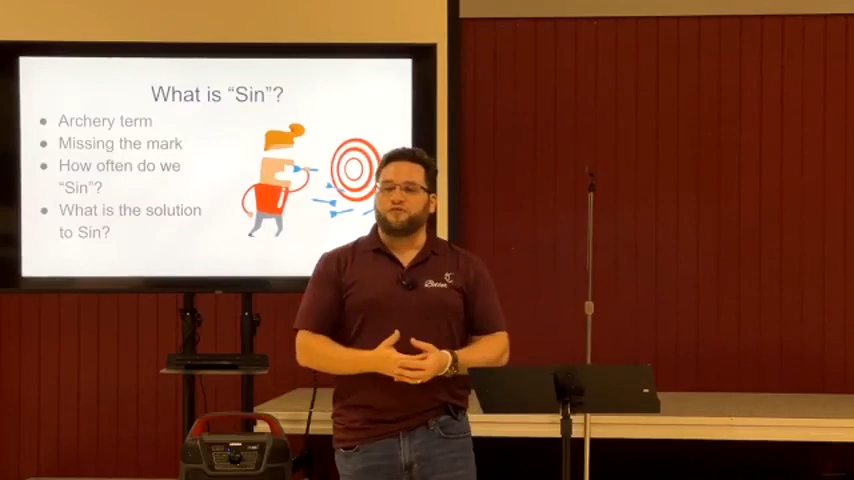 What is “Sin”?
● Archery term
● Missing the mark
● How often do we
“Sin”?
● What is the solution
to Sin?